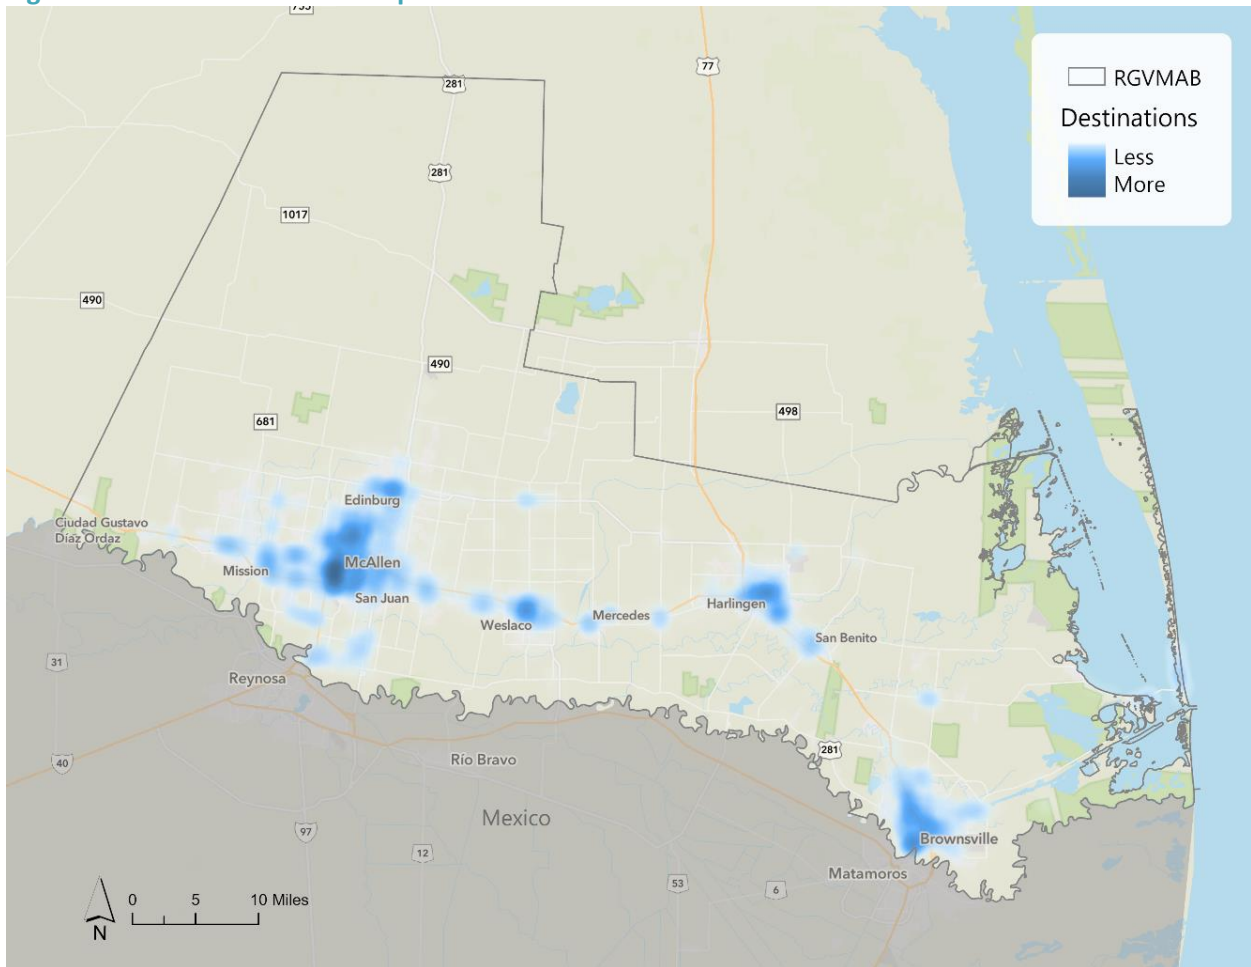 281
77
RGVMAB
Destinations
Less
More
281
1017
490
490
681
498
Edinburg
Ciudad Gustavo
Díaz Ordaz
McAllen
Mission
San Juan
Harlingen
Mercedes
Weslaco
San Benito
31
Reynosa
281
40
Río Bravo
Mexico
97
Brownsville
12
Matamoros
53
6
0 5 10 Miles
N